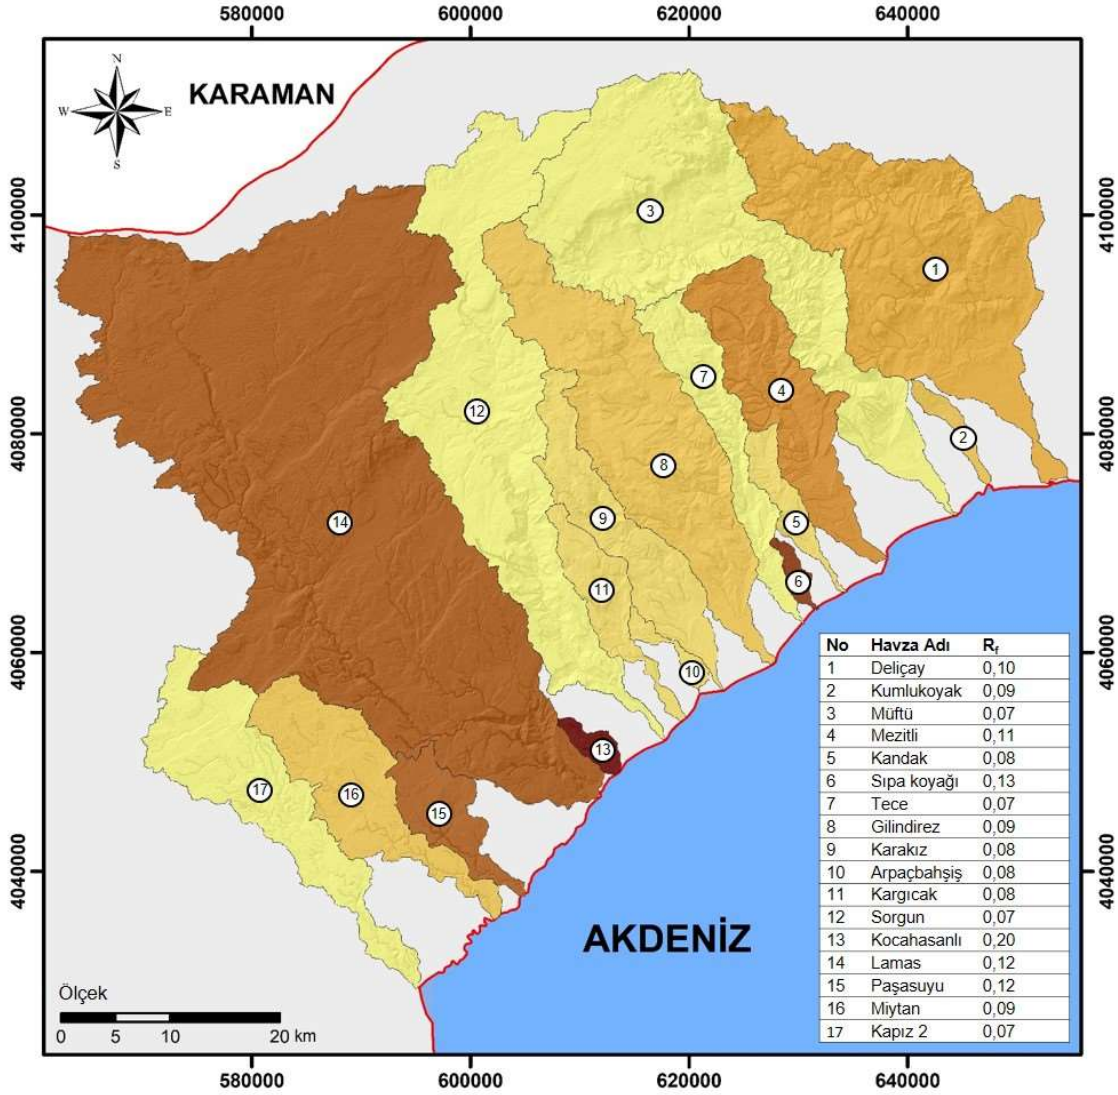 580000 600000 620000 640000
N
W E
S
KARAMAN
4100000 4100000
4080000 4080000
4060000 4060000
4040000 4040000
3
1
7
4
12
2
8
9
5
14
6
11
10
13
17
16
15
AKDENİZ
No Havza Adı Rf
1 Deliçay 0,10
2 Kumlukoyak 0,09
3 Müftü 0,07
4 Mezitli 0,11
5 Kandak 0,08
6 Sıpa koyağı 0,13
7 Tece 0,07
8 Gilindirez 0,09
9 Karakız 0,08
10 Arpaçbahşiş 0,08
11 Kargıcak 0,08
12 Sorgun 0,07
13 Kocahasanlı 0,20
14 Lamas 0,12
15 Paşasuyu 0,12
16 Miytan 0,09
17 Kapız 2 0,07
Ölçek
0 5 10 20 km
580000 600000 620000 640000